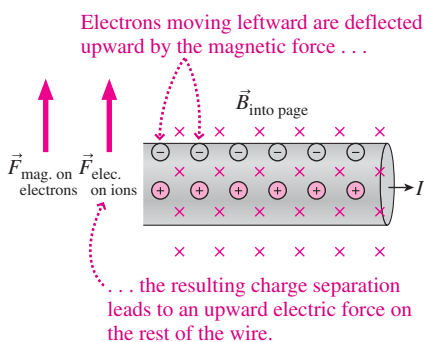 Electrons moving leftward are deflected
upward by the magnetic force . . .
B⃗ into page
F⃗ mag. on electrons
F⃗ elec. on ions
I
. . . the resulting charge separation
leads to an upward electric force on
the rest of the wire.